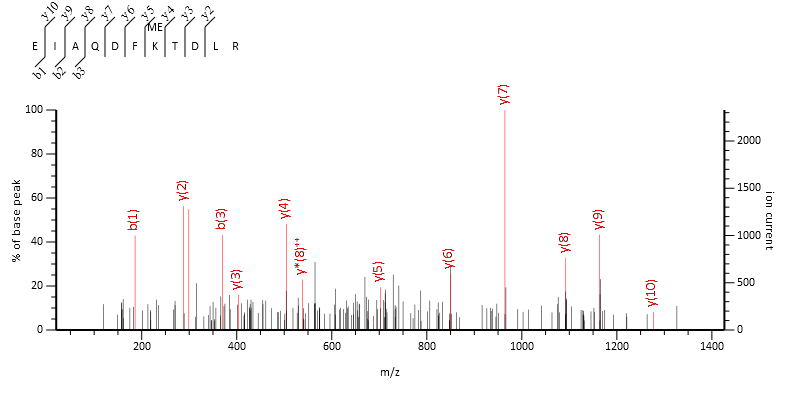 y10 y9 y8 y7 y6 y5 y4 y3 y2
ME
E I A Q D F K T D L R
b1 b2 b3
100
80
60
40
20
0
% of base peak
2000
1500
1000
500
0
ion current
b(1)
y(2)
b(3)
y(3)
y(4)
y*(8)++
y(5)
y(6)
y(7)
y(8)
y(9)
y(10)
200 400 600 800 1000 1200 1400
m/z